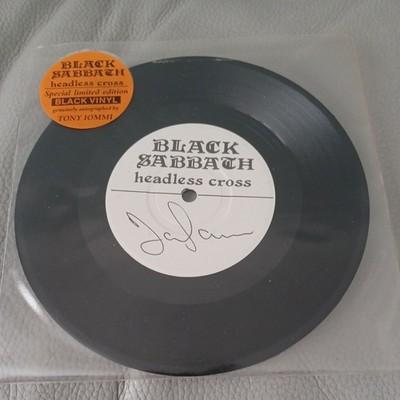 BLACK
SABBATH
headless cross
Special limited edition
BLACK VINYL
genuinely autographed by
TONY IOMMI
BLACK
SABBATH
headless cross